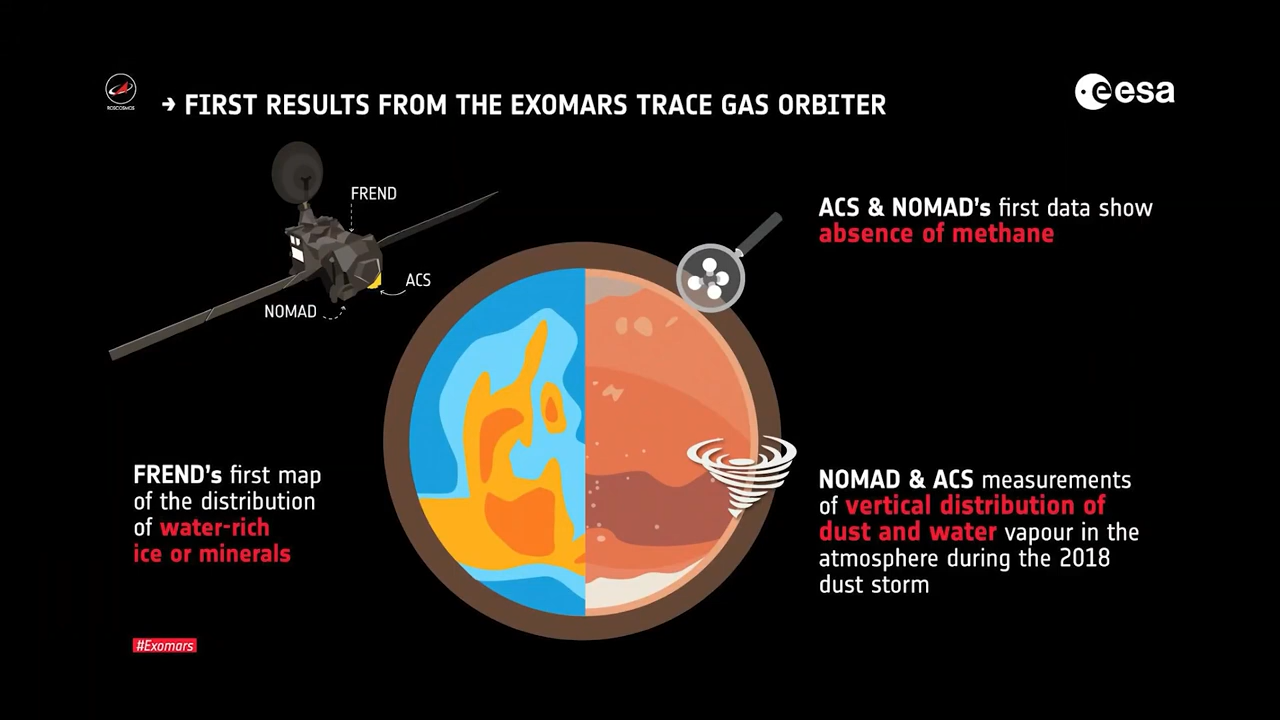 ROSCOSMOS
→ FIRST RESULTS FROM THE EXOMARS TRACE GAS ORBITER
esa
FREND
ACS
NOMAD
ACS & NOMAD's first data show
absence of methane
FREND's first map
of the distribution
of water-rich
ice or minerals
NOMAD & ACS measurements
of vertical distribution of
dust and water vapour in the
atmosphere during the 2018
dust storm
#Exomars